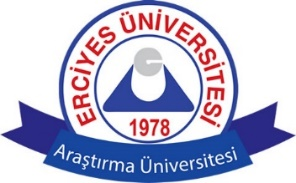 ERCİYES ÜNİVERSİTESİ
1978
Araştırma Üniversitesi